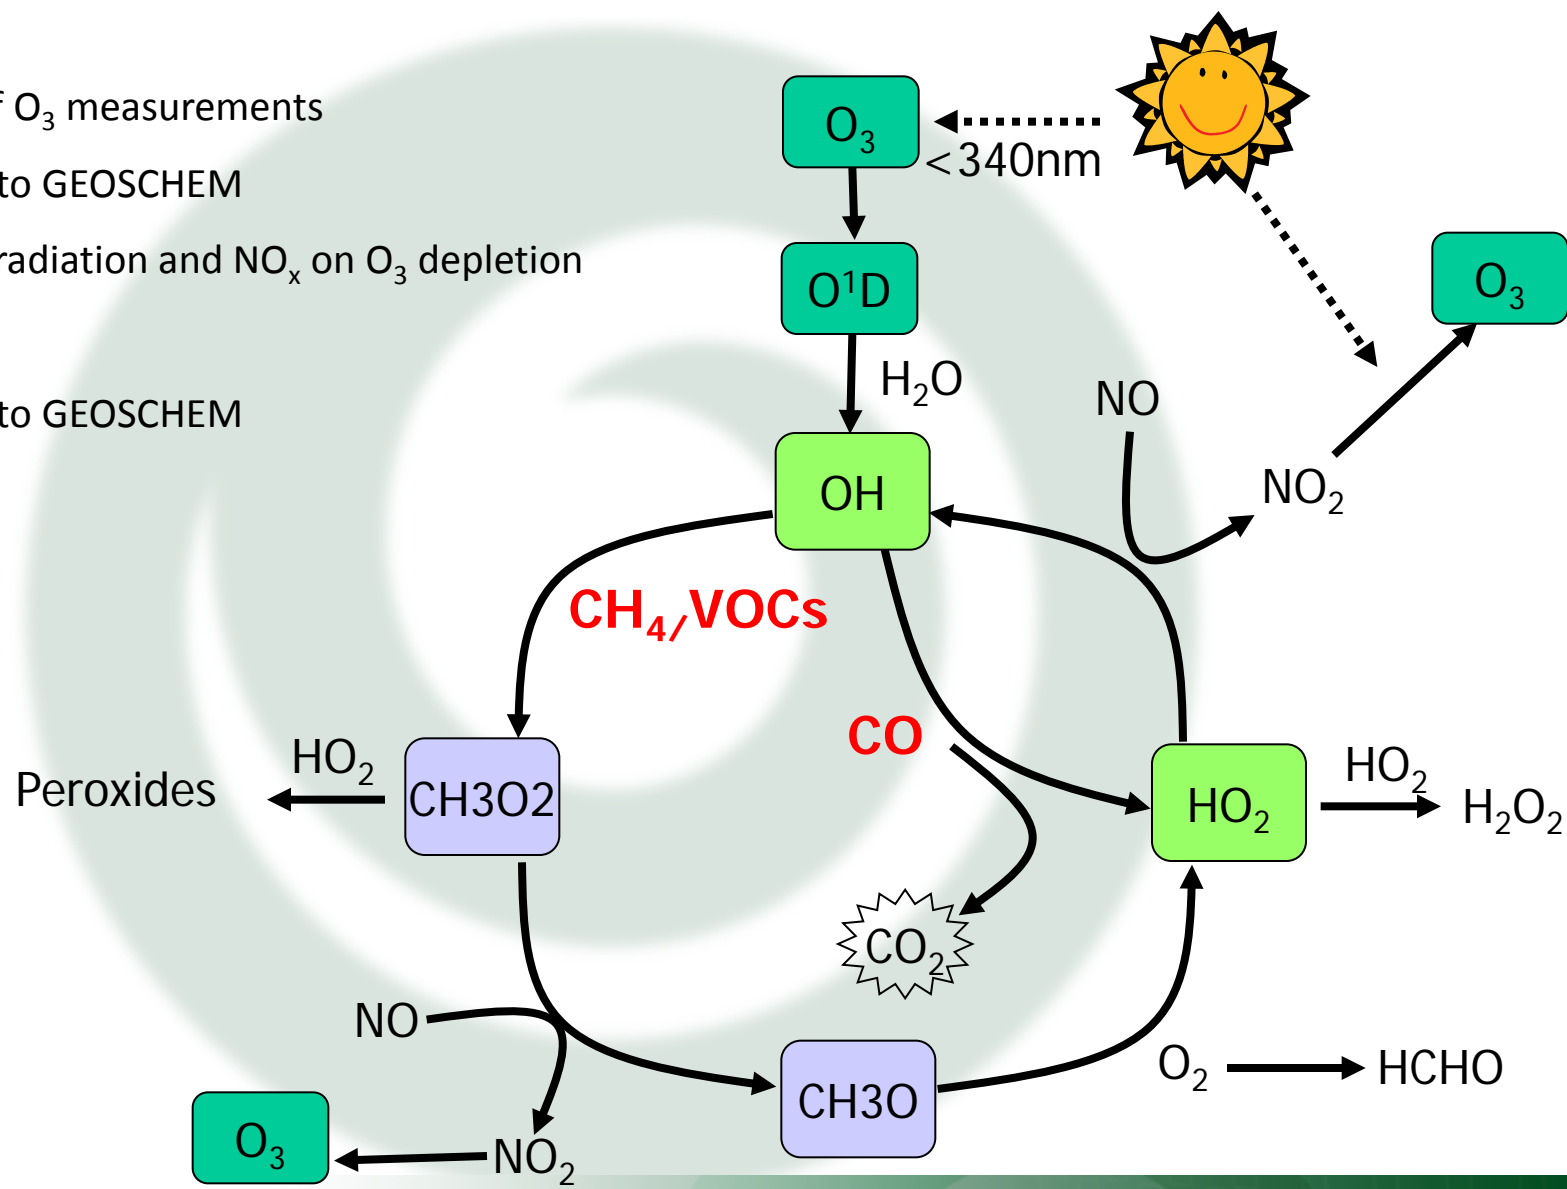 f O₃ measurements
to GEOSCHEM
radiation and NOₓ on O₃ depletion
to GEOSCHEM
O₃
<340nm
O¹D
O₃
H₂O
NO
OH
NO₂
CH₄/VOCs
CO
HO₂
Peroxides
CH3O2
HO₂
HO₂
H₂O₂
CO₂
NO
O₂
HCHO
CH3O
O₃
NO₂